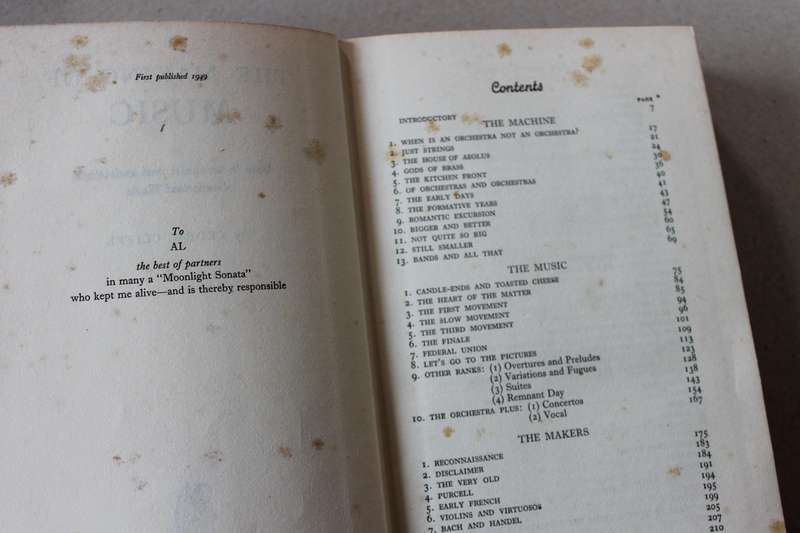 First published 1949
To
AL
the best of partners
in many a "Moonlight Sonata"
who kept me alive—and is thereby responsible
Contents
PAGE
INTRODUCTORY 7
THE MACHINE
1. WHEN IS AN ORCHESTRA NOT AN ORCHESTRA? 17
2. JUST STRINGS 21
3. THE HOUSE OF AEOLUS 24
4. GODS OF BRASS 30
5. THE KITCHEN FRONT 36
6. OF ORCHESTRAS AND ORCHESTRAS 40
7. THE EARLY DAYS 41
8. THE FORMATIVE YEARS 43
9. ROMANTIC EXCURSION 47
10. BIGGER AND BETTER 54
11. NOT QUITE SO BIG 60
12. STILL SMALLER 65
13. BANDS AND ALL THAT 69
THE MUSIC
1. CANDLE-ENDS AND TOASTED CHEESE 75
2. THE HEART OF THE MATTER 84
3. THE FIRST MOVEMENT 85
4. THE SLOW MOVEMENT 94
5. THE THIRD MOVEMENT 96
6. THE FINALE 101
7. FEDERAL UNION 109
8. LET'S GO TO THE PICTURES 113
9. OTHER RANKS: (1) Overtures and Preludes 123
(2) Variations and Fugues 128
(3) Suites 138
(4) Remnant Day 143
10. THE ORCHESTRA PLUS: (1) Concertos 154
(2) Vocal 167
THE MAKERS
1. RECONNAISSANCE 175
2. DISCLAIMER 183
3. THE VERY OLD 184
4. PURCELL 191
5. EARLY FRENCH 194
6. VIOLINS AND VIRTUOSOS 195
7. BACH AND HANDEL 199
205
207
210